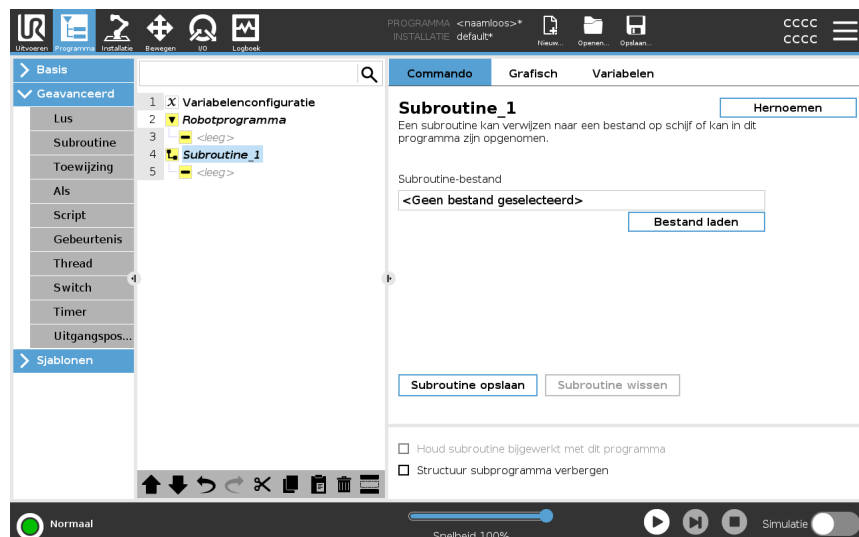 PROGRAMMA <naamloos>*
INSTALLATIE default*
CCCC
CCCC
Uitvoeren Programma Installatie Bewegen I/O Logboek Nieuw... Openen... Opslaan...
Basis
Geavanceerd
Lus
Subroutine
Toewijzing
Als
Script
Gebeurtenis
Thread
Switch
Timer
Uitgangspos...
Sjablonen
1 X Variabelenconfiguratie
2 Robotprogramma
3 <leeg>
4 Subroutine_1
5 <leeg>
Commando Grafisch Variabelen
Subroutine_1
Hernoemen
Een subroutine kan verwijzen naar een bestand op schijf of kan in dit
programma zijn opgenomen.
Subroutine-bestand
<Geen bestand geselecteerd>
Bestand laden
Subroutine opslaan Subroutine wissen
Houd subroutine bijgewerkt met dit programma
Structuur subprogramma verbergen
Normaal
Snelheid 100%
Simulatie